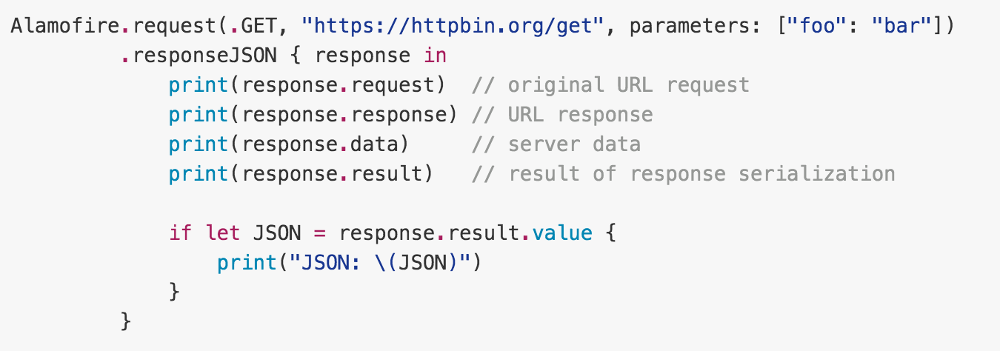 Alamofire.request(.GET, "https://httpbin.org/get", parameters: ["foo": "bar"])
         .responseJSON { response in
             print(response.request)  // original URL request
             print(response.response) // URL response
             print(response.data)     // server data
             print(response.result)   // result of response serialization

             if let JSON = response.result.value {
                 print("JSON: \(JSON)")
             }
         }